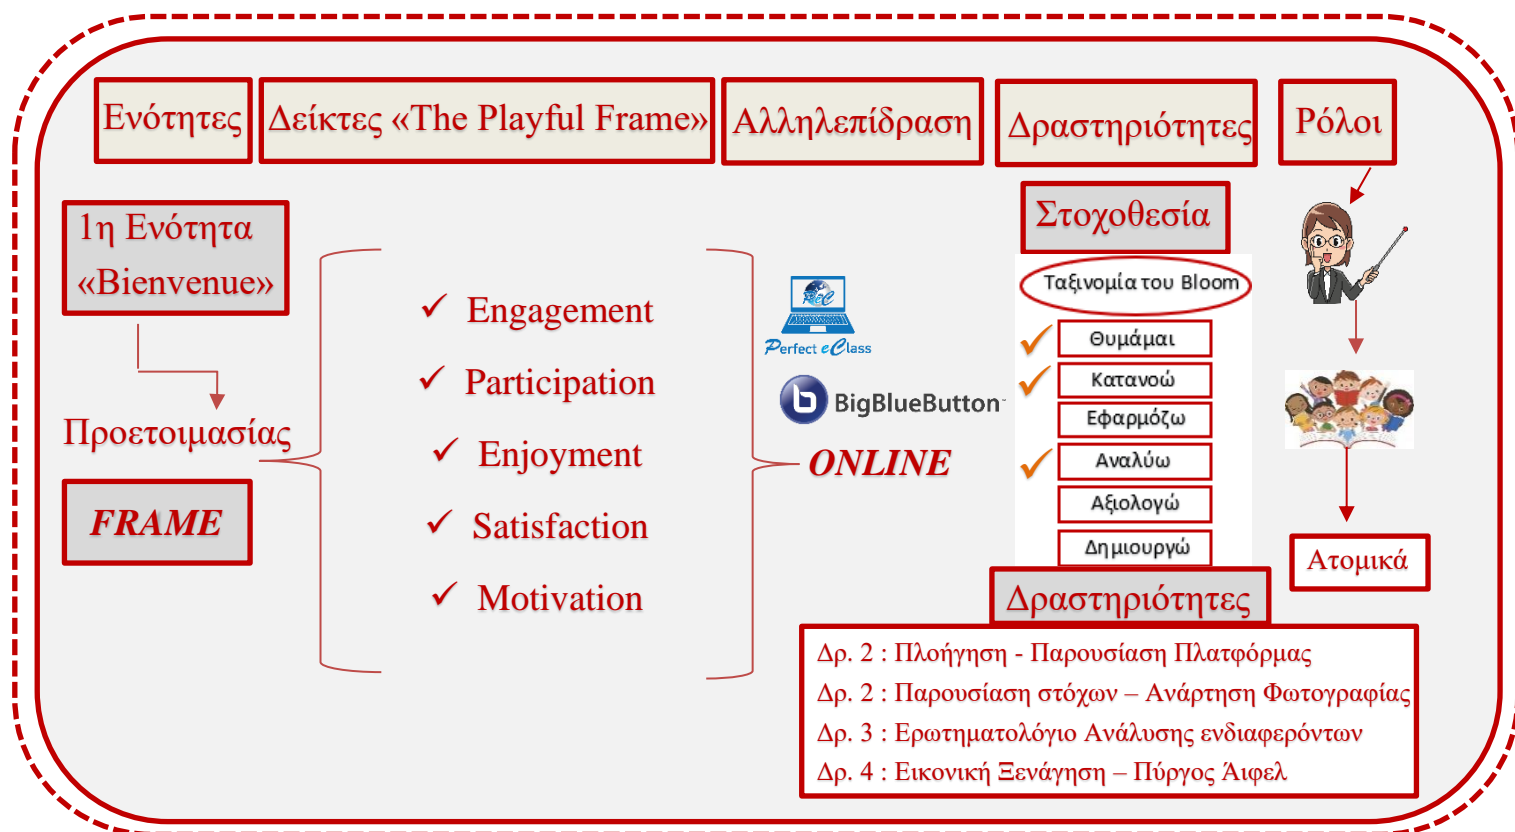 Ενότητες
Δείκτες «The Playful Frame»
Αλληλεπίδραση
Δραστηριότητες
Ρόλοι
1η Ενότητα
«Bienvenue»
Προετοιμασίας
FRAME
Engagement
Participation
Enjoyment
Satisfaction
Motivation
PeC
Perfect eClass
BigBlueButton
ONLINE
Στοχοθεσία
Ταξινομία του Bloom
Θυμάμαι
Κατανοώ
Εφαρμόζω
Αναλύω
Αξιολογώ
Δημιουργώ
Δραστηριότητες
Δρ. 2 : Πλοήγηση - Παρουσίαση Πλατφόρμας
Δρ. 2 : Παρουσίαση στόχων – Ανάρτηση Φωτογραφίας
Δρ. 3 : Ερωτηματολόγιο Ανάλυσης ενδιαφερόντων
Δρ. 4 : Εικονική Ξενάγηση – Πύργος Άιφελ
Ατομικά